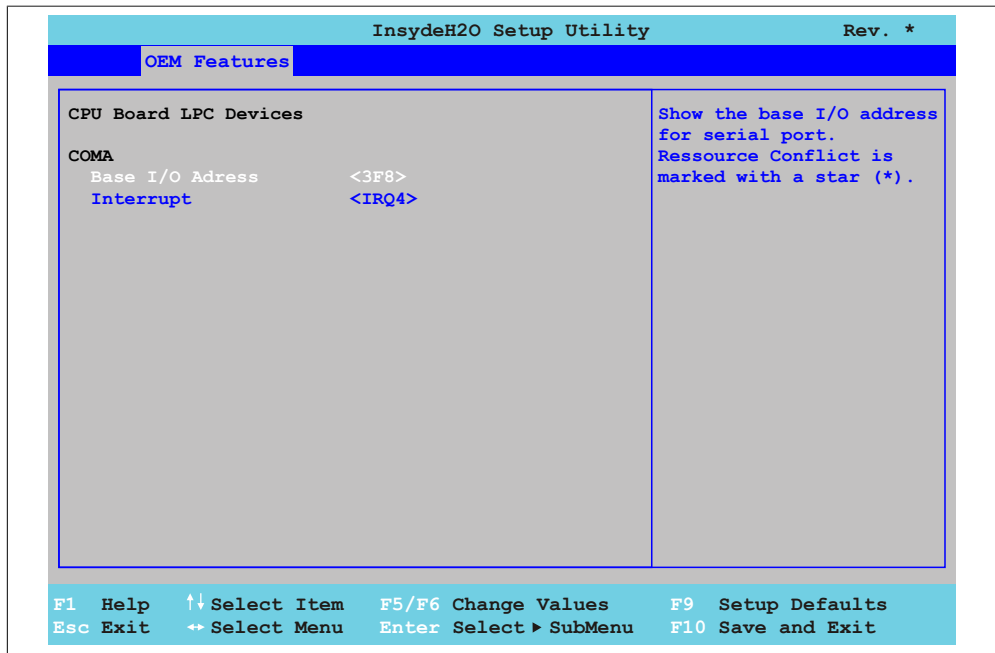 InsydeH2O Setup Utility Rev. *
OEM Features
CPU Board LPC Devices
COMA
Base I/O Adress <3F8>
Interrupt <IRQ4>
Show the base I/O address
for serial port.
Ressource Conflict is
marked with a star (*).
F1 Help ↑↓ Select Item F5/F6 Change Values F9 Setup Defaults
Esc Exit ↔ Select Menu Enter Select ▶ SubMenu F10 Save and Exit